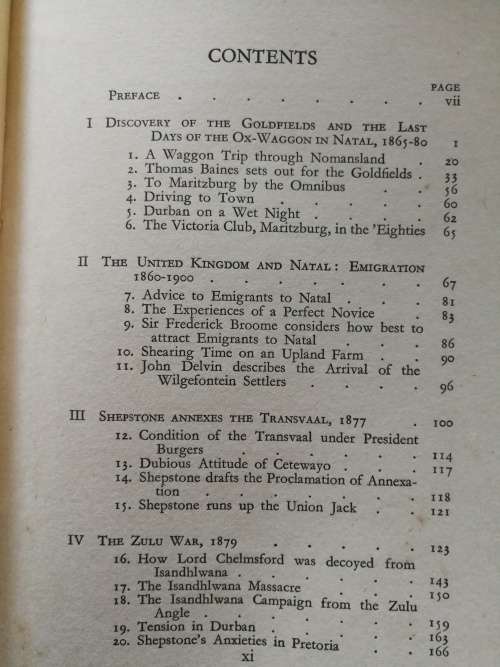 CONTENTS
PAGE
PREFACE . . . . . . . . vii
I DISCOVERY OF THE GOLDFIELDS AND THE LAST
DAYS OF THE OX-WAGGON IN NATAL, 1865-80 1
1. A Waggon Trip through Nomansland . 20
2. Thomas Baines sets out for the Goldfields . 33
3. To Maritzburg by the Omnibus . . 56
4. Driving to Town . . . . . 60
5. Durban on a Wet Night . . . . 62
6. The Victoria Club, Maritzburg, in the 'Eighties 65
II THE UNITED KINGDOM AND NATAL: EMIGRATION
1860-1900 . . . . . . . 67
7. Advice to Emigrants to Natal . . . 81
8. The Experiences of a Perfect Novice . . 83
9. Sir Frederick Broome considers how best to
attract Emigrants to Natal . . . 86
10. Shearing Time on an Upland Farm . . 90
11. John Delvin describes the Arrival of the
Wilgefontein Settlers . . . . 96
III SHEPSTONE ANNEXES THE TRANSVAAL, 1877 . 100
12. Condition of the Transvaal under President
Burgers . . . . . . 114
13. Dubious Attitude of Cetewayo . . . 117
14. Shepstone drafts the Proclamation of Annexa-
tion . . . . . . . 118
15. Shepstone runs up the Union Jack . . 121
IV THE ZULU WAR, 1879 . . . . . 123
16. How Lord Chelmsford was decoyed from
Isandhlwana . . . . . . 143
17. The Isandhlwana Massacre . . . 150
18. The Isandhlwana Campaign from the Zulu
Angle . . . . . . . 159
19. Tension in Durban . . . . . 163
20. Shepstone's Anxieties in Pretoria . . 166
xi